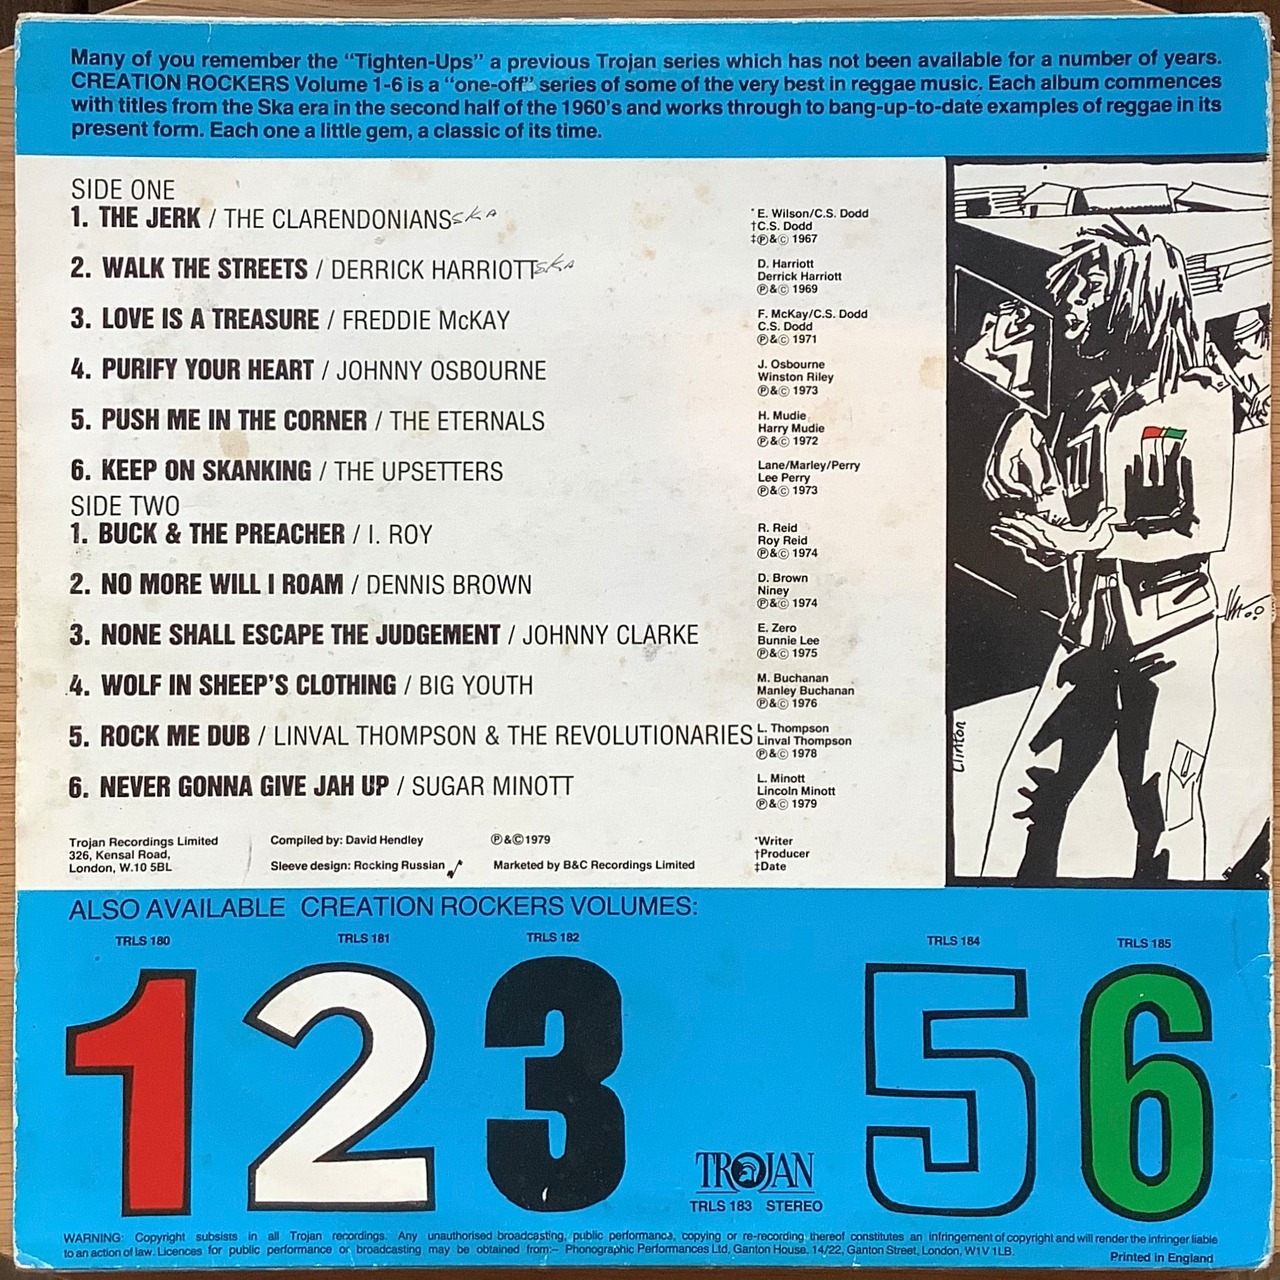 Many of you remember the “Tighten-Ups” a previous Trojan series which has not been available for a number of years.
CREATION ROCKERS Volume 1-6 is a “one-off” series of some of the very best in reggae music. Each album commences
with titles from the Ska era in the second half of the 1960’s and works through to bang-up-to-date examples of reggae in its
present form. Each one a little gem, a classic of its time.
SIDE ONE
1. THE JERK / THE CLARENDONIANS SKA
*E. Wilson/C.S. Dodd
†C.S. Dodd
‡Ⓟ&© 1967
2. WALK THE STREETS / DERRICK HARRIOTT SKA
D. Harriott
Derrick Harriott
Ⓟ&© 1969
3. LOVE IS A TREASURE / FREDDIE McKAY
F. McKay/C.S. Dodd
C.S. Dodd
Ⓟ&© 1971
4. PURIFY YOUR HEART / JOHNNY OSBOURNE
J. Osbourne
Winston Riley
Ⓟ&© 1973
5. PUSH ME IN THE CORNER / THE ETERNALS
H. Mudie
Harry Mudie
Ⓟ&© 1972
6. KEEP ON SKANKING / THE UPSETTERS
Lane/Marley/Perry
Lee Perry
Ⓟ&© 1973
SIDE TWO
1. BUCK & THE PREACHER / I. ROY
R. Reid
Roy Reid
Ⓟ&© 1974
2. NO MORE WILL I ROAM / DENNIS BROWN
D. Brown
Niney
Ⓟ&© 1974
3. NONE SHALL ESCAPE THE JUDGEMENT / JOHNNY CLARKE
E. Zero
Bunnie Lee
Ⓟ&© 1975
4. WOLF IN SHEEP’S CLOTHING / BIG YOUTH
M. Buchanan
Manley Buchanan
Ⓟ&© 1976
5. ROCK ME DUB / LINVAL THOMPSON & THE REVOLUTIONARIES
L. Thompson
Linval Thompson
Ⓟ&© 1978
6. NEVER GONNA GIVE JAH UP / SUGAR MINOTT
L. Minott
Lincoln Minott
Ⓟ&© 1979
Clinton
Trojan Recordings Limited
326, Kensal Road,
London, W.10 5BL
Compiled by: David Hendley
Sleeve design: Rocking Russian
Ⓟ&©1979
Marketed by B&C Recordings Limited
*Writer
†Producer
‡Date
ALSO AVAILABLE CREATION ROCKERS VOLUMES:
TRLS 180
TRLS 181
TRLS 182
TRLS 184
TRLS 185
1 2 3 5 6
TROJAN
TRLS 183 STEREO
WARNING: Copyright subsists in all Trojan recordings. Any unauthorised broadcasting, public performance, copying or re-recording thereof constitutes an infringement of copyright and will render the infringer liable
to an action of law. Licences for public performance or broadcasting may be obtained from:– Phonographic Performances Ltd, Ganton House, 14/22, Ganton Street, London, W1V 1LB.
Printed in England